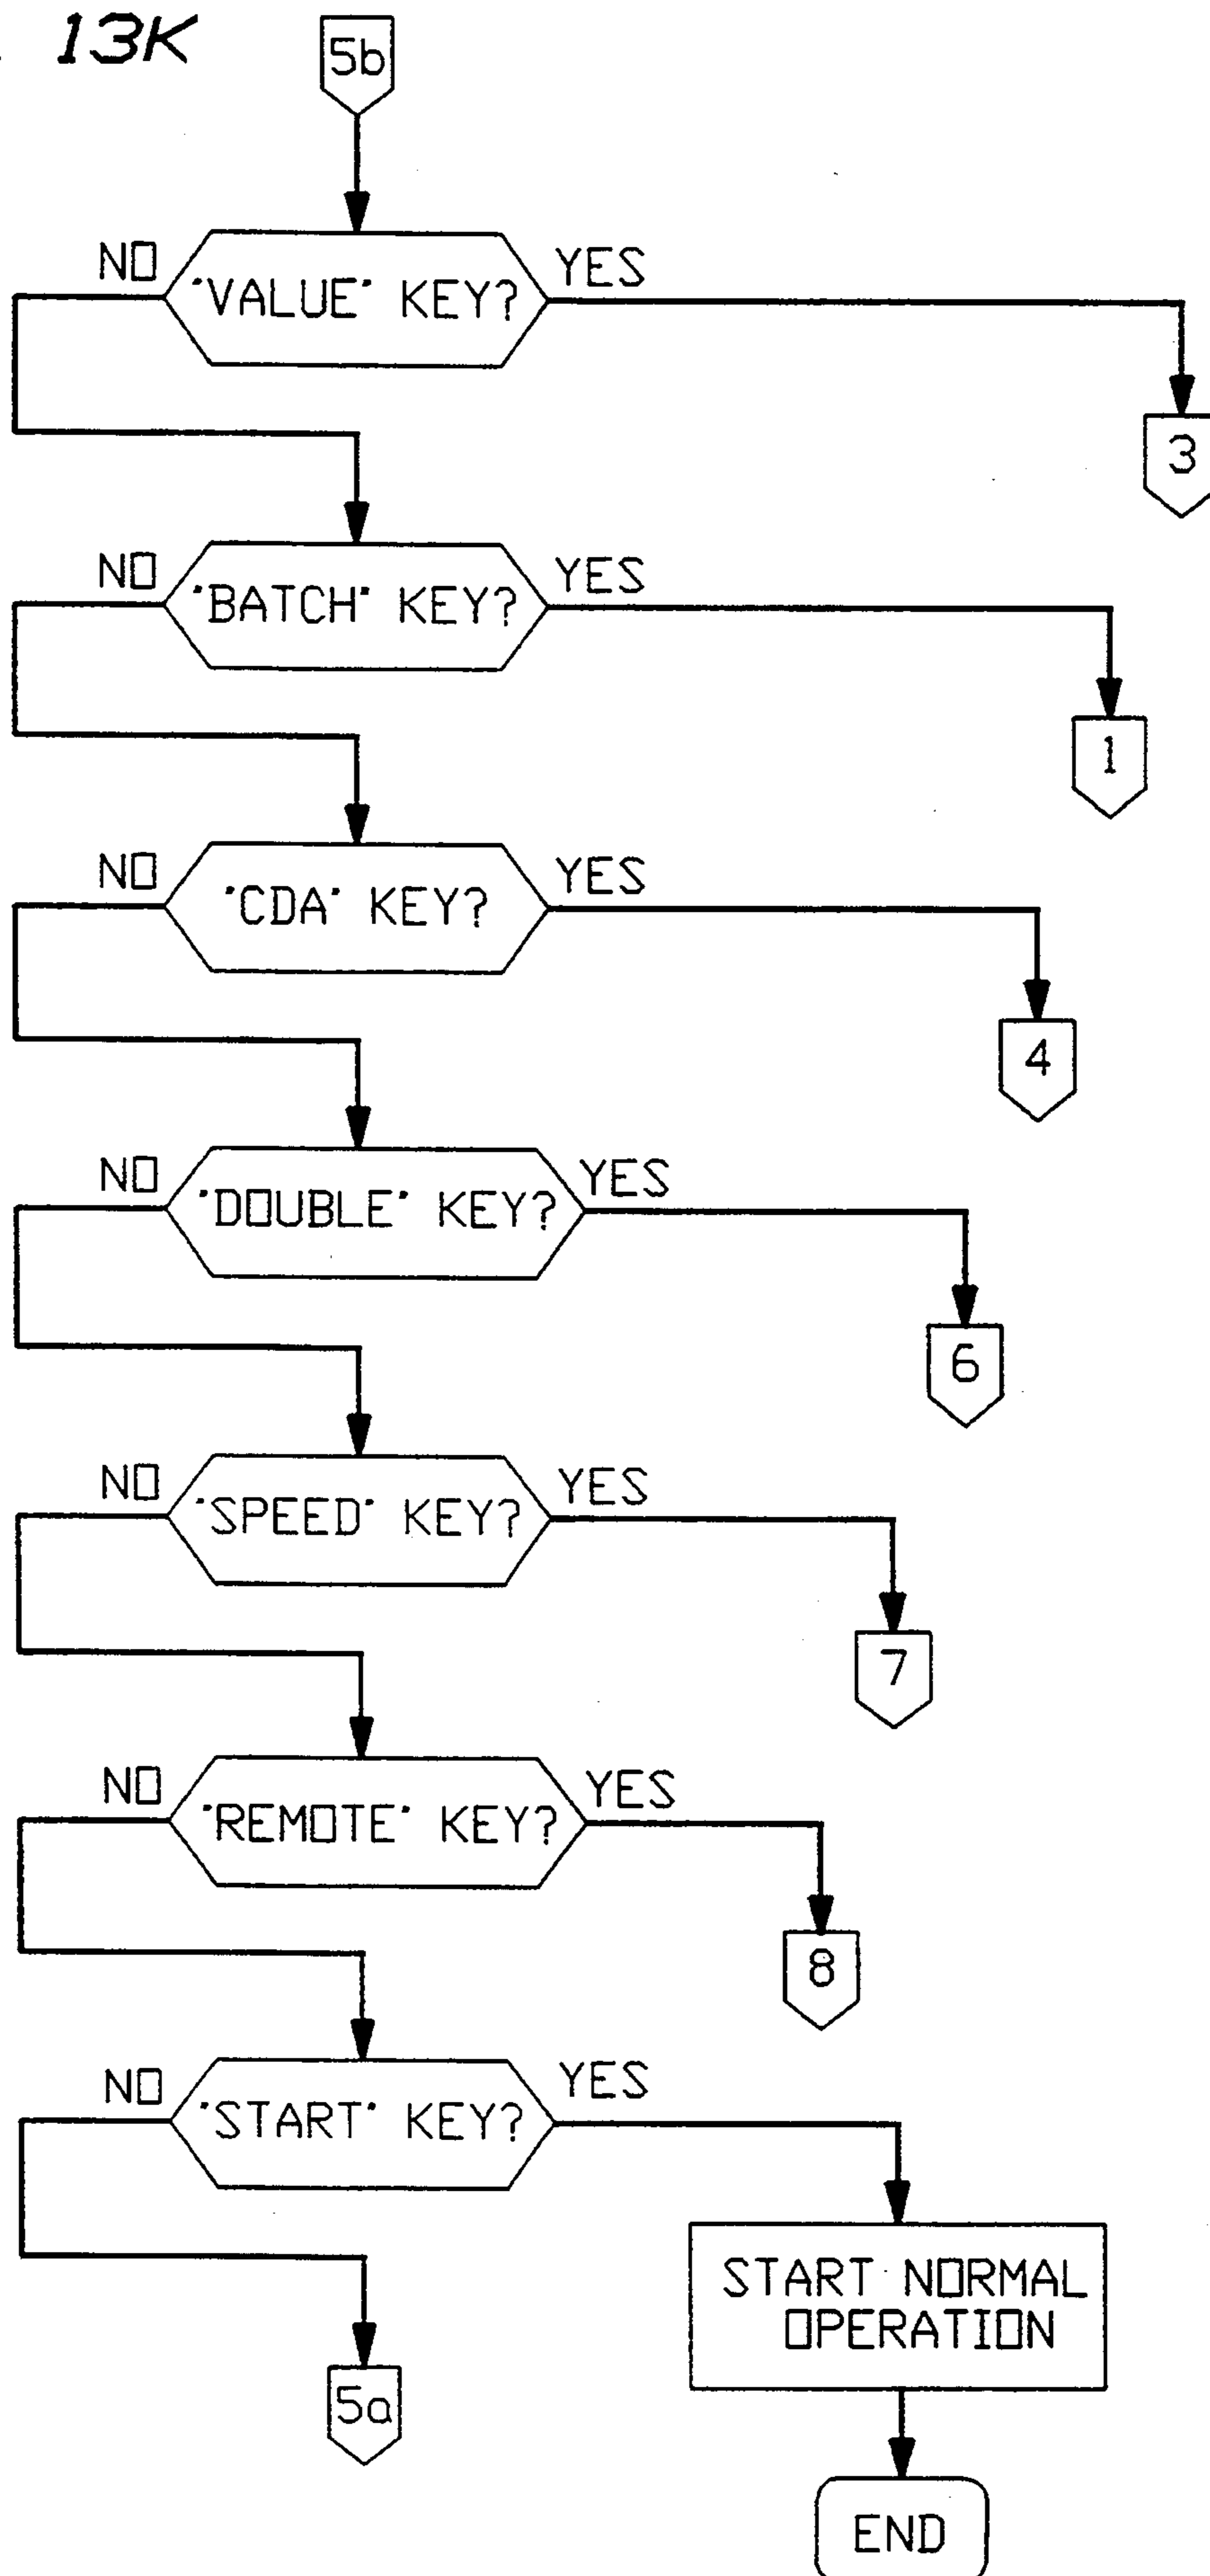 13K
5b
NO
"VALUE" KEY?
YES
3
NO
"BATCH" KEY?
YES
1
NO
"CDA" KEY?
YES
4
NO
"DOUBLE" KEY?
YES
6
NO
"SPEED" KEY?
YES
7
NO
"REMOTE" KEY?
YES
8
NO
"START" KEY?
YES
START NORMAL
OPERATION
5a
END